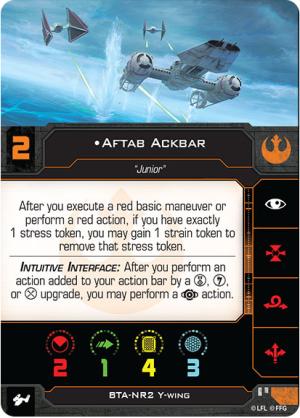 2
•Aftab Ackbar
"Junior"
After you execute a red basic maneuver or
perform a red action, if you have exactly
1 stress token, you may gain 1 strain token to
remove that stress token.
Intuitive Interface: After you perform an
action added to your action bar by a , ,
or upgrade, you may perform a action.
2 1 4 3
BTA-NR2 Y-wing
©LFL ©FFG